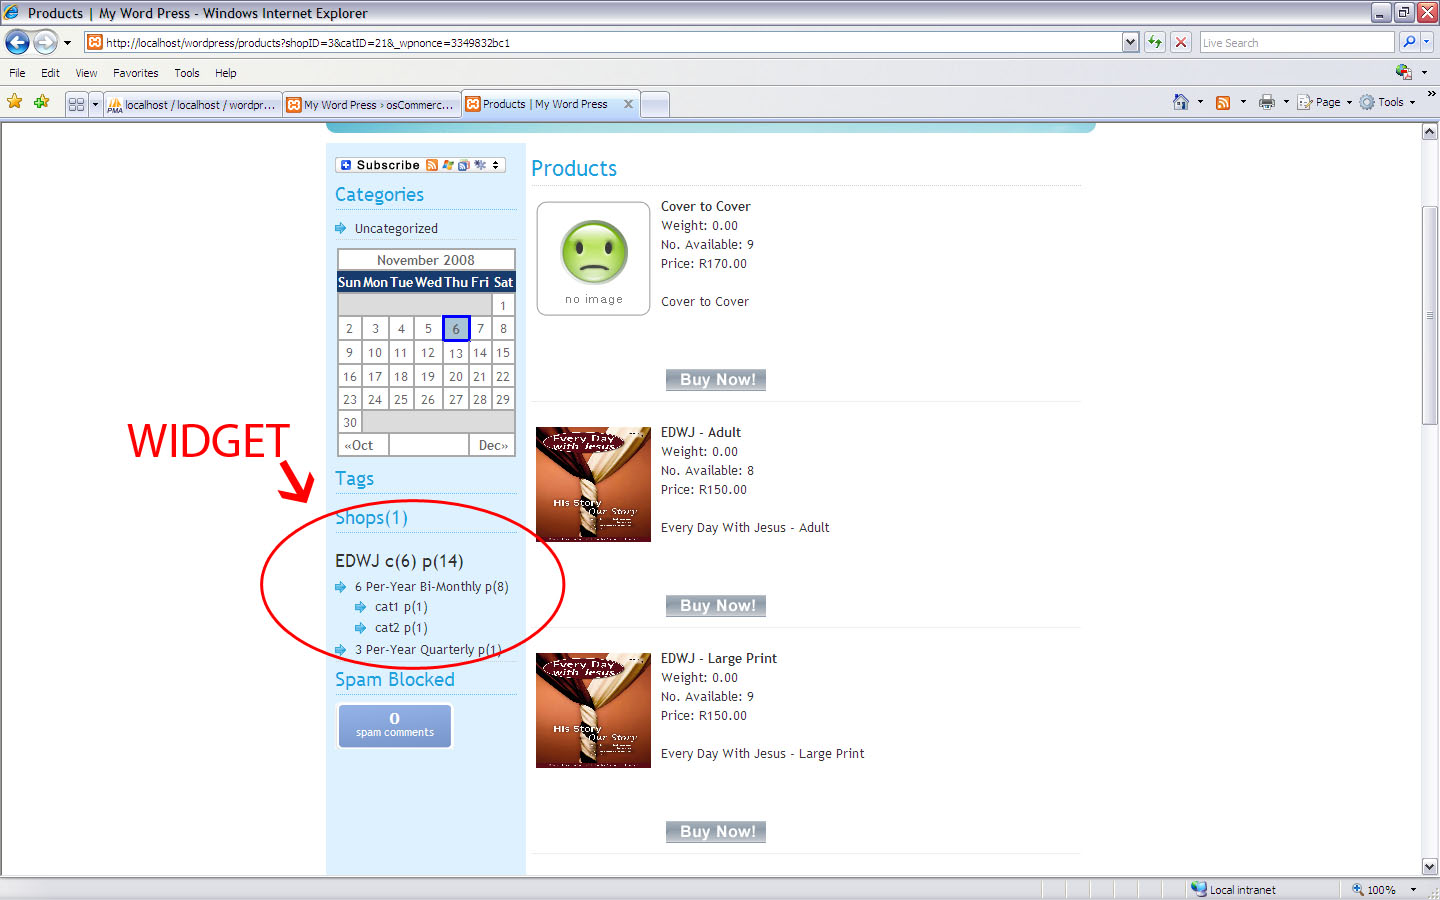 Products | My Word Press - Windows Internet Explorer
http://localhost/wordpress/products?shopID=3&catID=21&_wpnonce=3349832bc1
Live Search
File Edit View Favorites Tools Help
PMA localhost / localhost / wordpr...
My Word Press › osCommerc...
Products | My Word Press
Page
Tools
Subscribe
Categories
Uncategorized
November 2008
Sun Mon Tue Wed Thu Fri Sat
1
2 3 4 5 6 7 8
9 10 11 12 13 14 15
16 17 18 19 20 21 22
23 24 25 26 27 28 29
30
«Oct Dec»
WIDGET
Tags
Shops(1)
EDWJ c(6) p(14)
6 Per-Year Bi-Monthly p(8)
cat1 p(1)
cat2 p(1)
3 Per-Year Quarterly p(1)
Spam Blocked
0
spam comments
Products
no image
Cover to Cover
Weight: 0.00
No. Available: 9
Price: R170.00
Cover to Cover
Buy Now!
Every Day
with Jesus
His Story
Our Story
EDWJ - Adult
Weight: 0.00
No. Available: 8
Price: R150.00
Every Day With Jesus - Adult
Buy Now!
Every Day
with Jesus
His Story
Our Story
EDWJ - Large Print
Weight: 0.00
No. Available: 9
Price: R150.00
Every Day With Jesus - Large Print
Buy Now!
Local intranet
100%